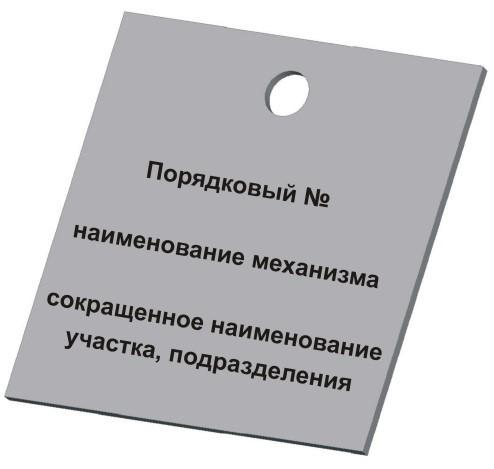 Порядковый №
наименование механизма
сокращенное наименование
участка, подразделения